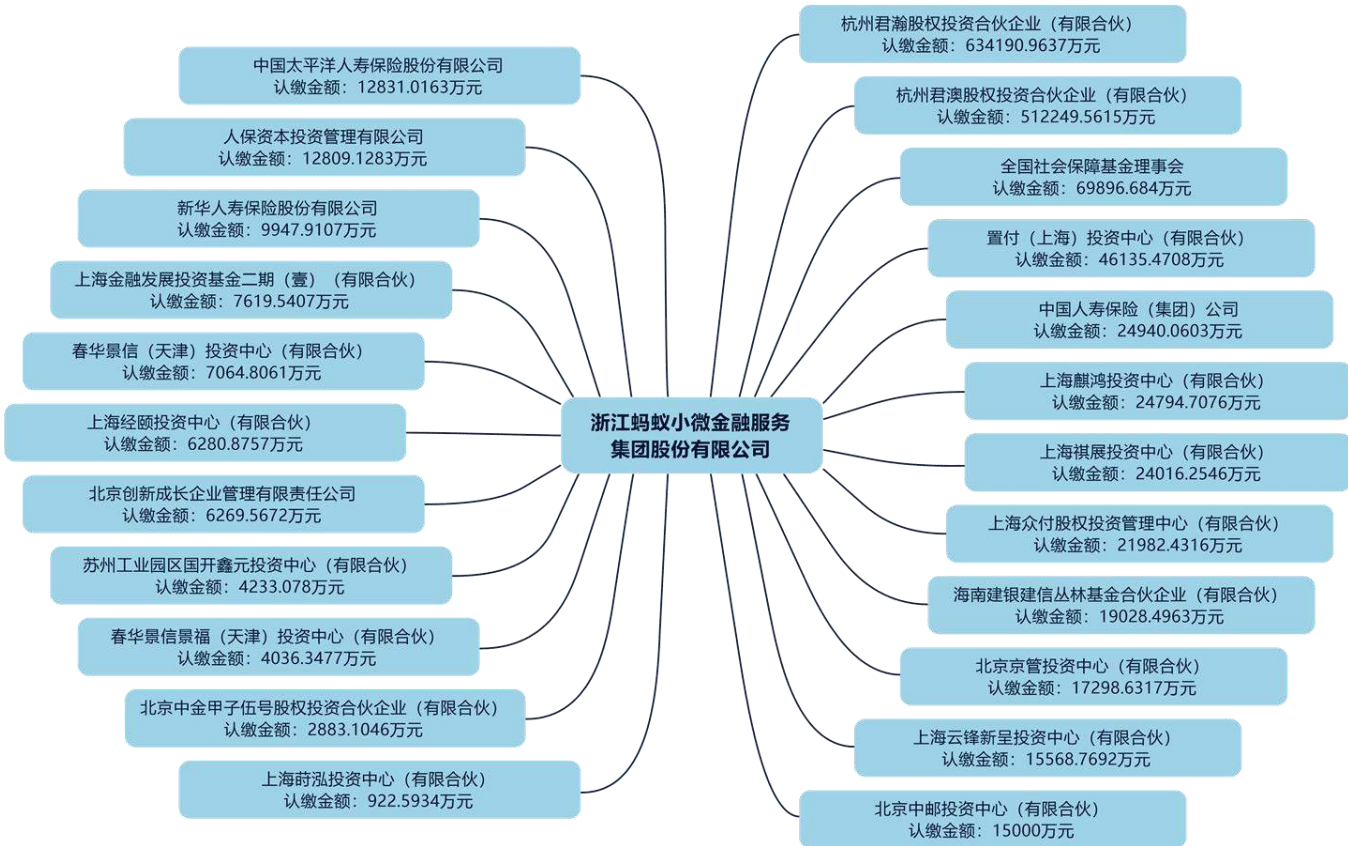 杭州君瀚股权投资合伙企业（有限合伙）
认缴金额：634190.9637万元
杭州君澳股权投资合伙企业（有限合伙）
认缴金额：512249.5615万元
全国社会保障基金理事会
认缴金额：69896.684万元
置付（上海）投资中心（有限合伙）
认缴金额：46135.4708万元
中国人寿保险（集团）公司
认缴金额：24940.0603万元
上海麒鸿投资中心（有限合伙）
认缴金额：24794.7076万元
上海祺展投资中心（有限合伙）
认缴金额：24016.2546万元
上海众付股权投资管理中心（有限合伙）
认缴金额：21982.4316万元
海南建银建信丛林基金合伙企业（有限合伙）
认缴金额：19028.4963万元
北京京管投资中心（有限合伙）
认缴金额：17298.6317万元
上海云锋新呈投资中心（有限合伙）
认缴金额：15568.7692万元
北京中邮投资中心（有限合伙）
认缴金额：15000万元
浙江蚂蚁小微金融服务
集团股份有限公司
中国太平洋人寿保险股份有限公司
认缴金额：12831.0163万元
人保资本投资管理有限公司
认缴金额：12809.1283万元
新华人寿保险股份有限公司
认缴金额：9947.9107万元
上海金融发展投资基金二期（壹）（有限合伙）
认缴金额：7619.5407万元
春华景信（天津）投资中心（有限合伙）
认缴金额：7064.8061万元
上海经颐投资中心（有限合伙）
认缴金额：6280.8757万元
北京创新成长企业管理有限责任公司
认缴金额：6269.5672万元
苏州工业园区国开鑫元投资中心（有限合伙）
认缴金额：4233.078万元
春华景信景福（天津）投资中心（有限合伙）
认缴金额：4036.3477万元
北京中金甲子伍号股权投资合伙企业（有限合伙）
认缴金额：2883.1046万元
上海莳泓投资中心（有限合伙）
认缴金额：922.5934万元